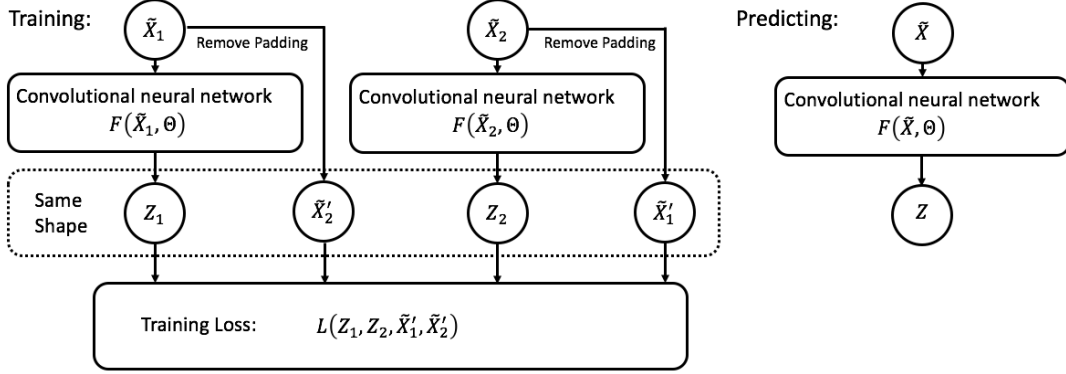 Training:
X̃₁
Remove Padding
X̃₂
Remove Padding
Predicting:
X̃
Convolutional neural network
F(X̃₁, Θ)
Convolutional neural network
F(X̃₂, Θ)
Convolutional neural network
F(X̃, Θ)
Same
Shape
Z₁
X̃′₂
Z₂
X̃′₁
Z
Training Loss: L(Z₁, Z₂, X̃′₁, X̃′₂)